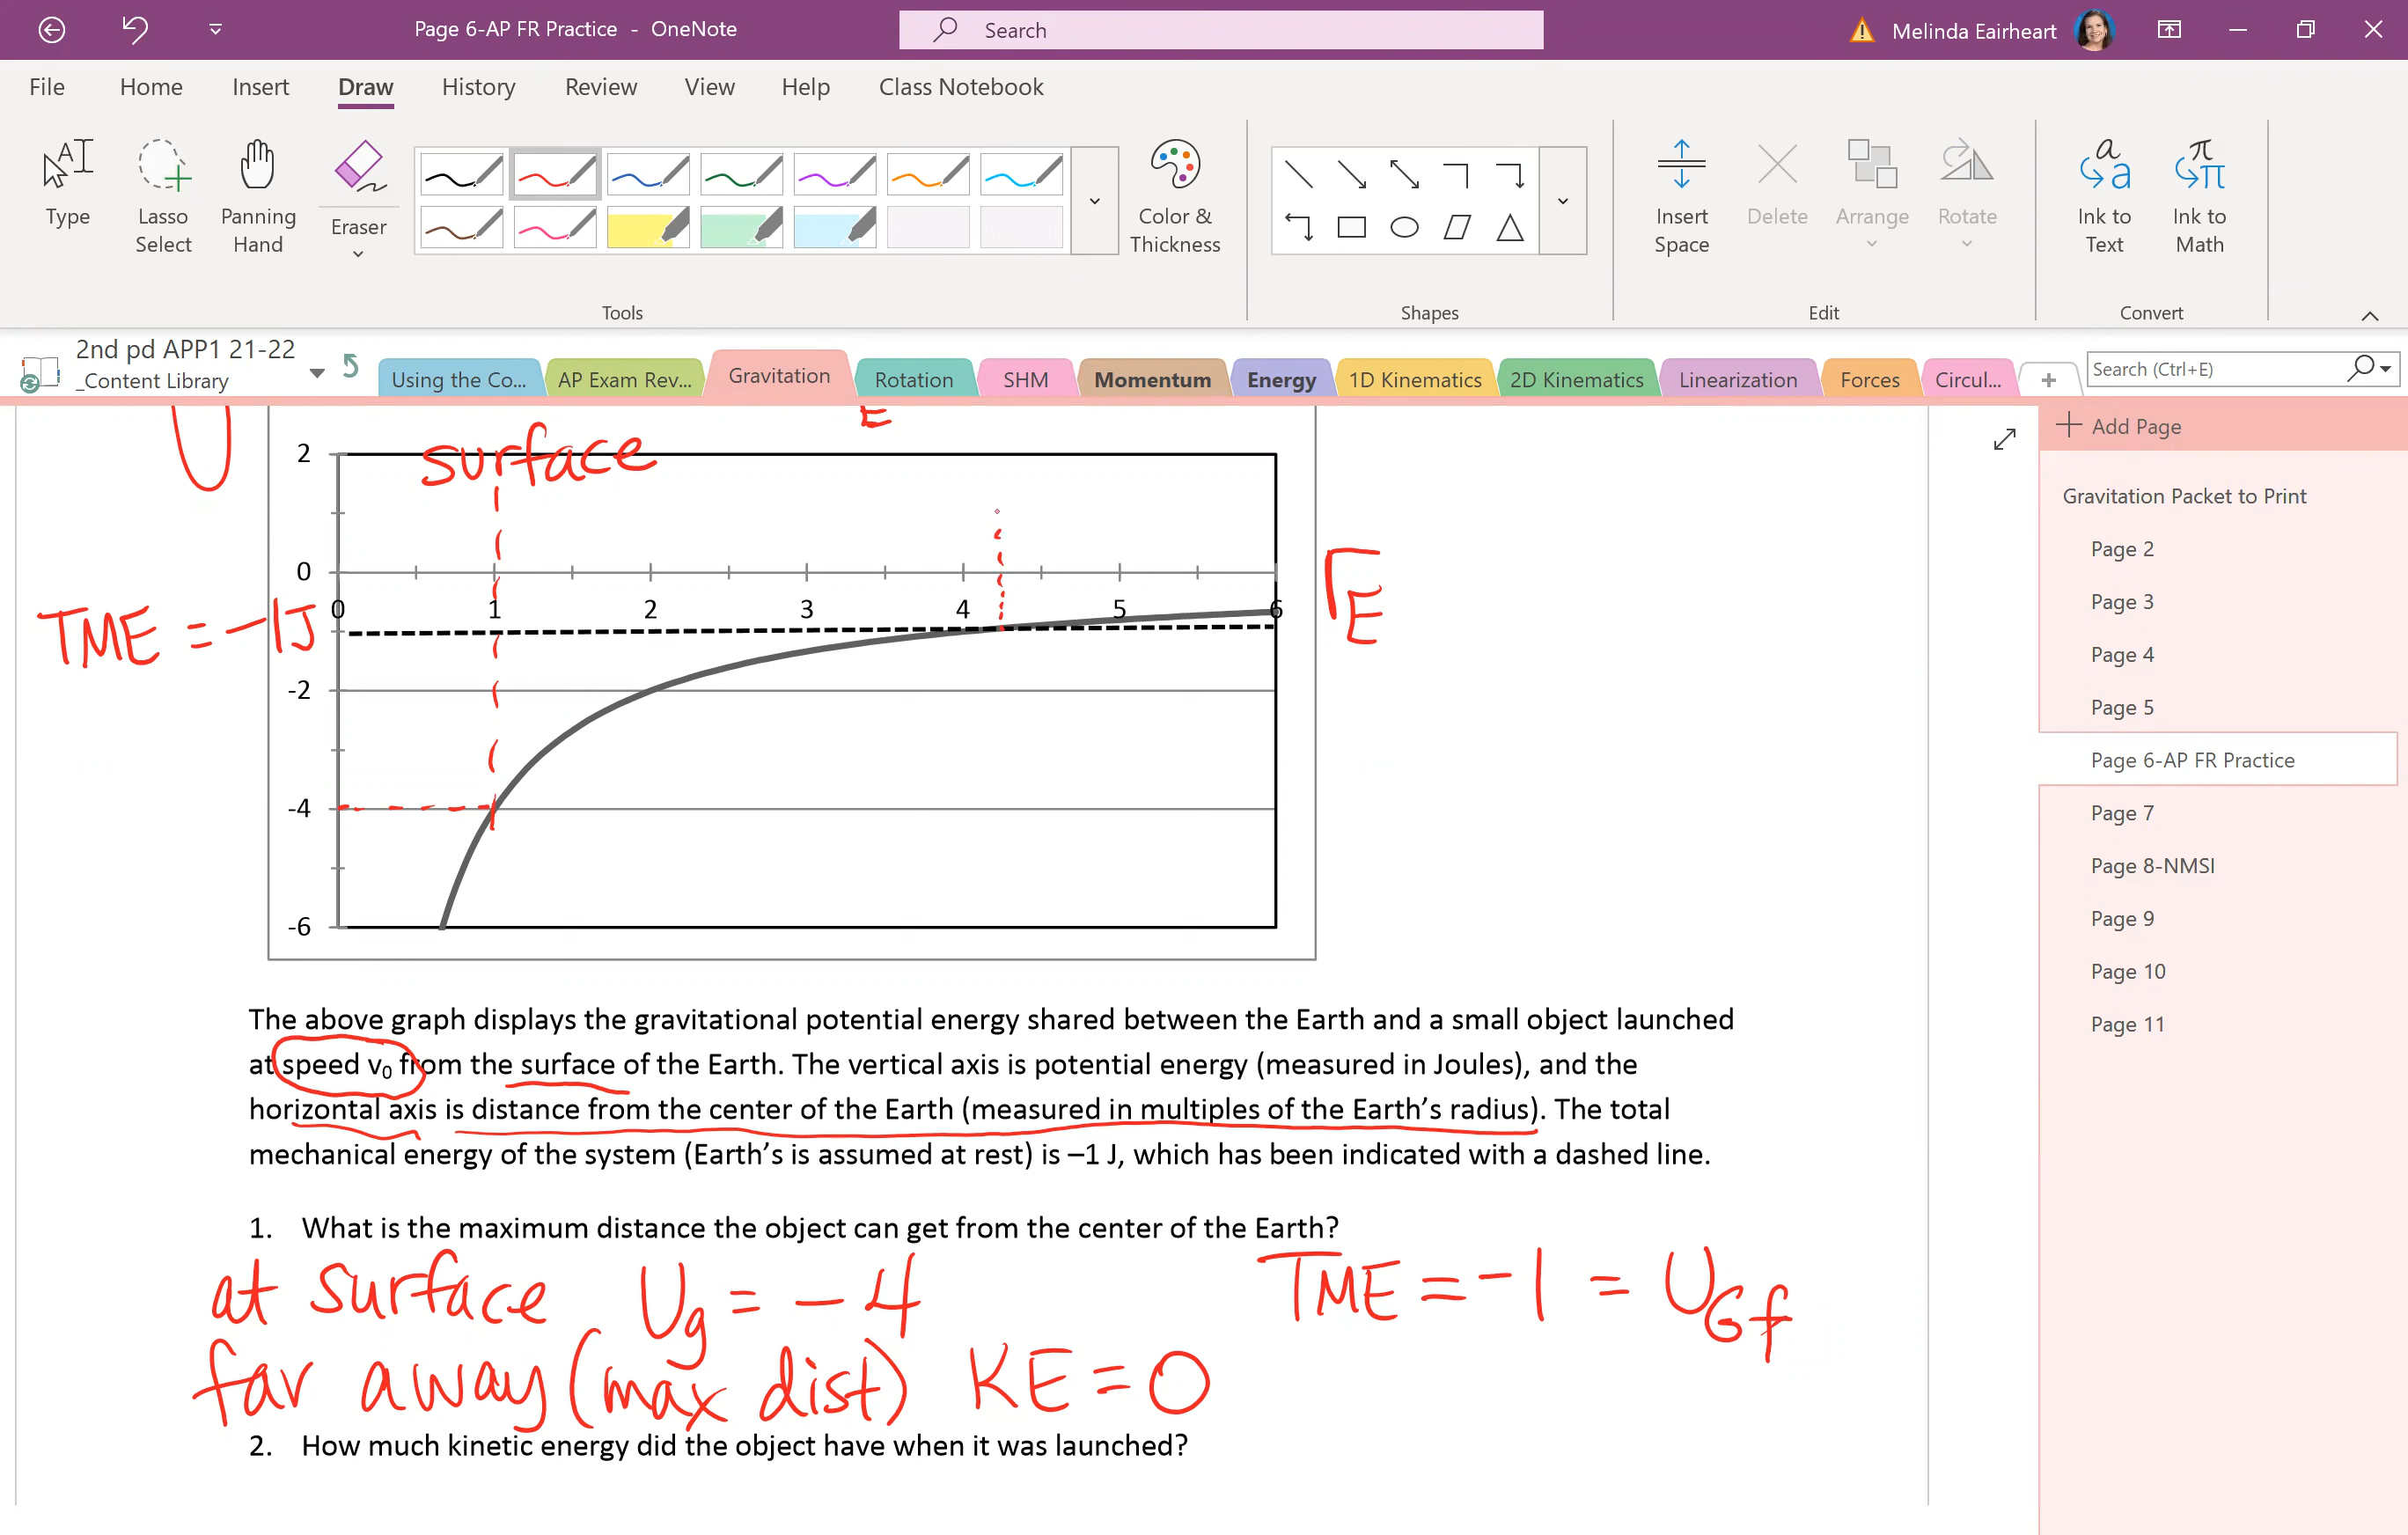 Page 6-AP FR Practice - OneNote
Search
Melinda Eairheart
File Home Insert Draw History Review View Help Class Notebook
Type
Lasso Select
Panning Hand
Eraser
Color & Thickness
Insert Space
Delete
Arrange
Rotate
Ink to Text
Ink to Math
Tools Shapes Edit Convert
2nd pd APP1 21-22
_Content Library
Using the Co... AP Exam Rev... Gravitation Rotation SHM Momentum Energy 1D Kinematics 2D Kinematics Linearization Forces Circul... +
Search (Ctrl+E)
Add Page
Gravitation Packet to Print
Page 2
Page 3
Page 4
Page 5
Page 6-AP FR Practice
Page 7
Page 8-NMSI
Page 9
Page 10
Page 11
U
E
surface
2
0
0 1 2 3 4 5 6
TME = -1J
rE
-2
-4
-6
The above graph displays the gravitational potential energy shared between the Earth and a small object launched
at speed v0 from the surface of the Earth. The vertical axis is potential energy (measured in Joules), and the
horizontal axis is distance from the center of the Earth (measured in multiples of the Earth's radius). The total
mechanical energy of the system (Earth's is assumed at rest) is –1 J, which has been indicated with a dashed line.
1. What is the maximum distance the object can get from the center of the Earth?
at surface Ug = -4 TME = -1 = UGf
far away (max dist) KE = 0
2. How much kinetic energy did the object have when it was launched?